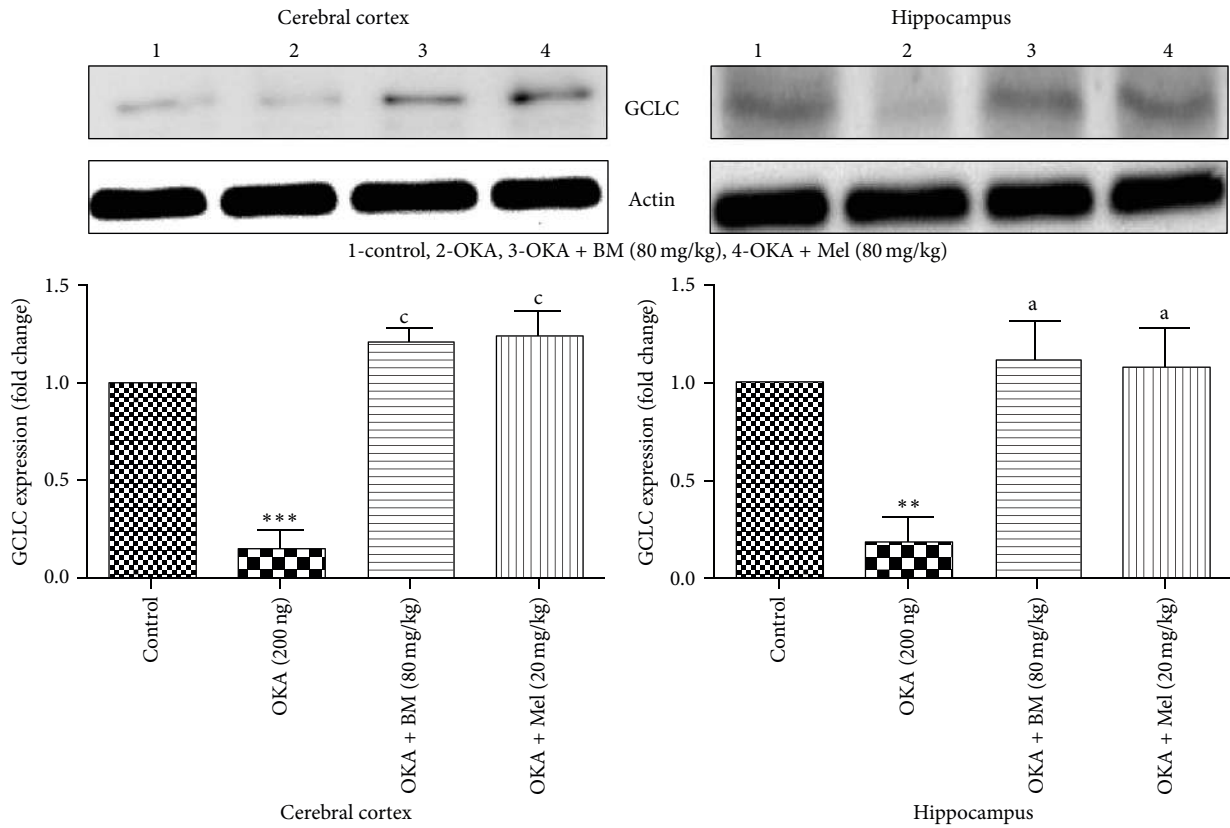 Cerebral cortex
Hippocampus
1 2 3 4
1 2 3 4
GCLC
Actin
1-control, 2-OKA, 3-OKA + BM (80 mg/kg), 4-OKA + Mel (80 mg/kg)
GCLC expression (fold change)
1.5
1.0
0.5
0.0
***
c
c
Control
OKA (200 ng)
OKA + BM (80 mg/kg)
OKA + Mel (20 mg/kg)
Cerebral cortex
GCLC expression (fold change)
1.5
1.0
0.5
0.0
**
a
a
Control
OKA (200 ng)
OKA + BM (80 mg/kg)
OKA + Mel (20 mg/kg)
Hippocampus